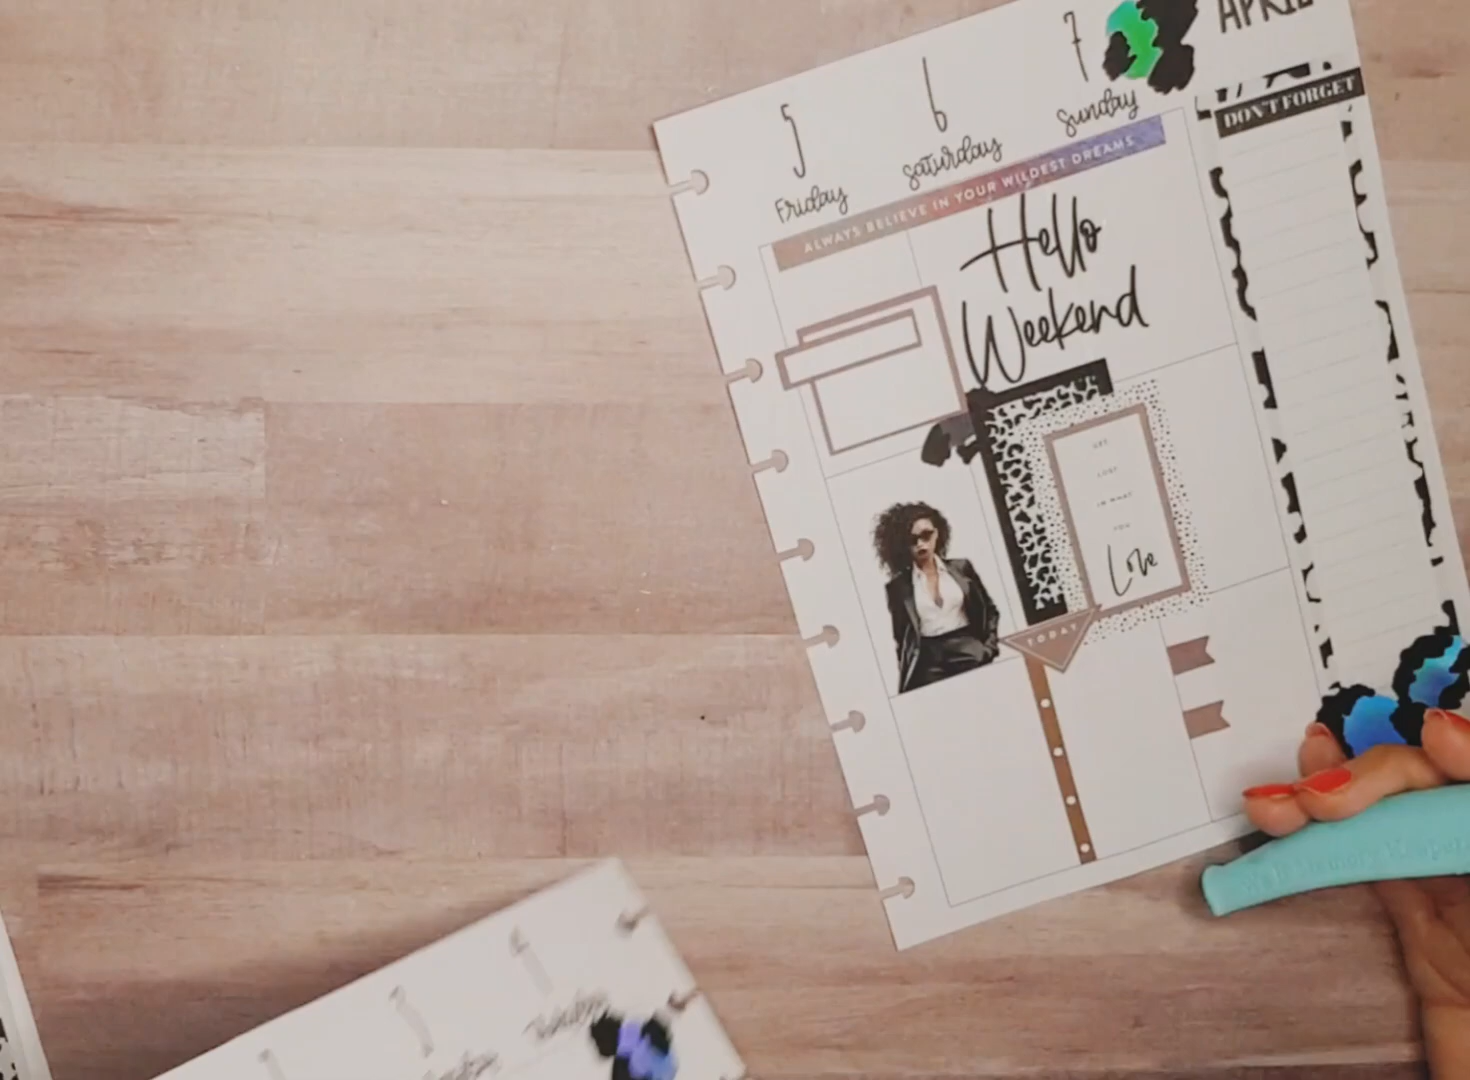 5
6
7
APRIL
Friday
Saturday
Sunday
DON'T FORGET
ALWAYS BELIEVE IN YOUR WILDEST DREAMS
Hello
Weekend
GET
LOST
IN WHAT
YOU
Love
TODAY